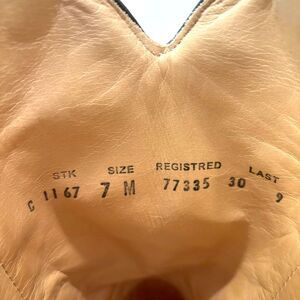 STK SIZE REGISTRED LAST
C 1167 7 M 77335 30 9